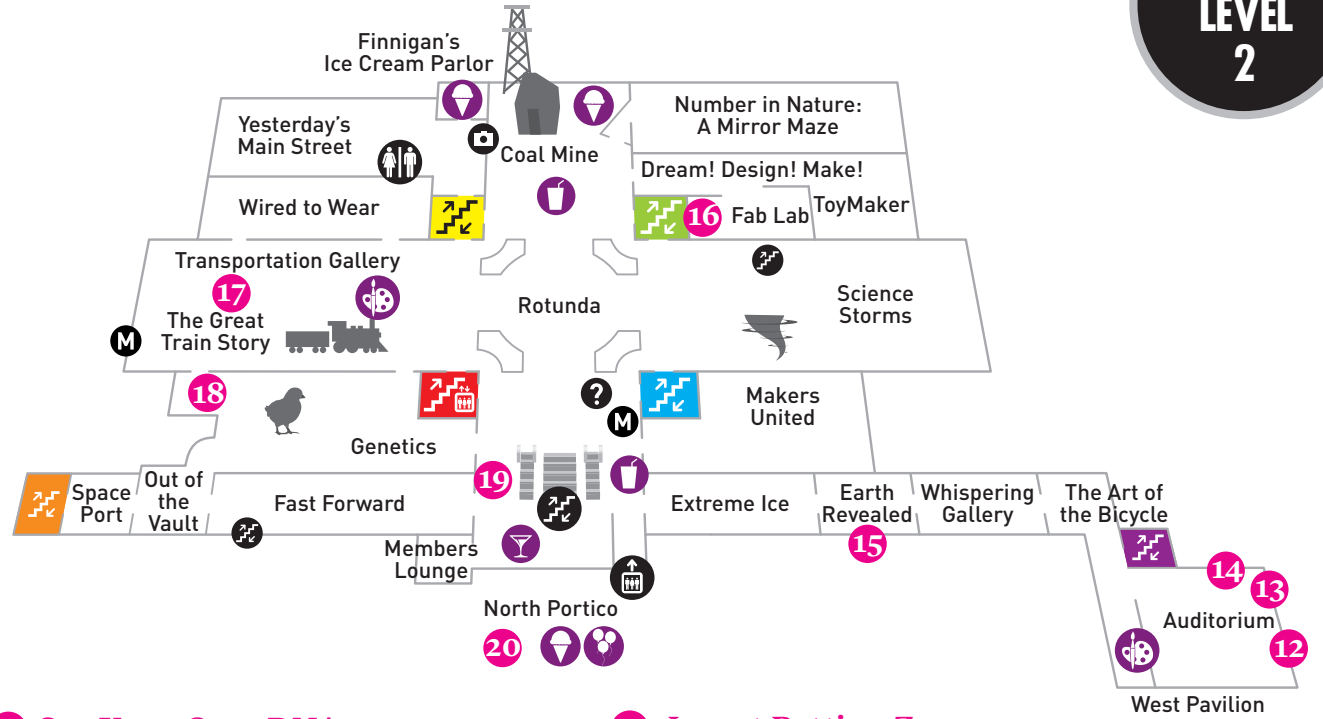 LEVEL
2
Finnigan's
Ice Cream Parlor
Number in Nature:
A Mirror Maze
Yesterday's
Main Street
Coal Mine
Dream! Design! Make!
Wired to Wear
16
Fab Lab
ToyMaker
Transportation Gallery
17
Rotunda
Science
Storms
The Great
Train Story
M
18
?
M
Makers
United
Genetics
19
Space
Port
Out of
the
Vault
Fast Forward
Extreme Ice
Earth
Revealed
Whispering
Gallery
The Art of
the Bicycle
15
Members
Lounge
14
13
North Portico
Auditorium
20
12
West Pavilion